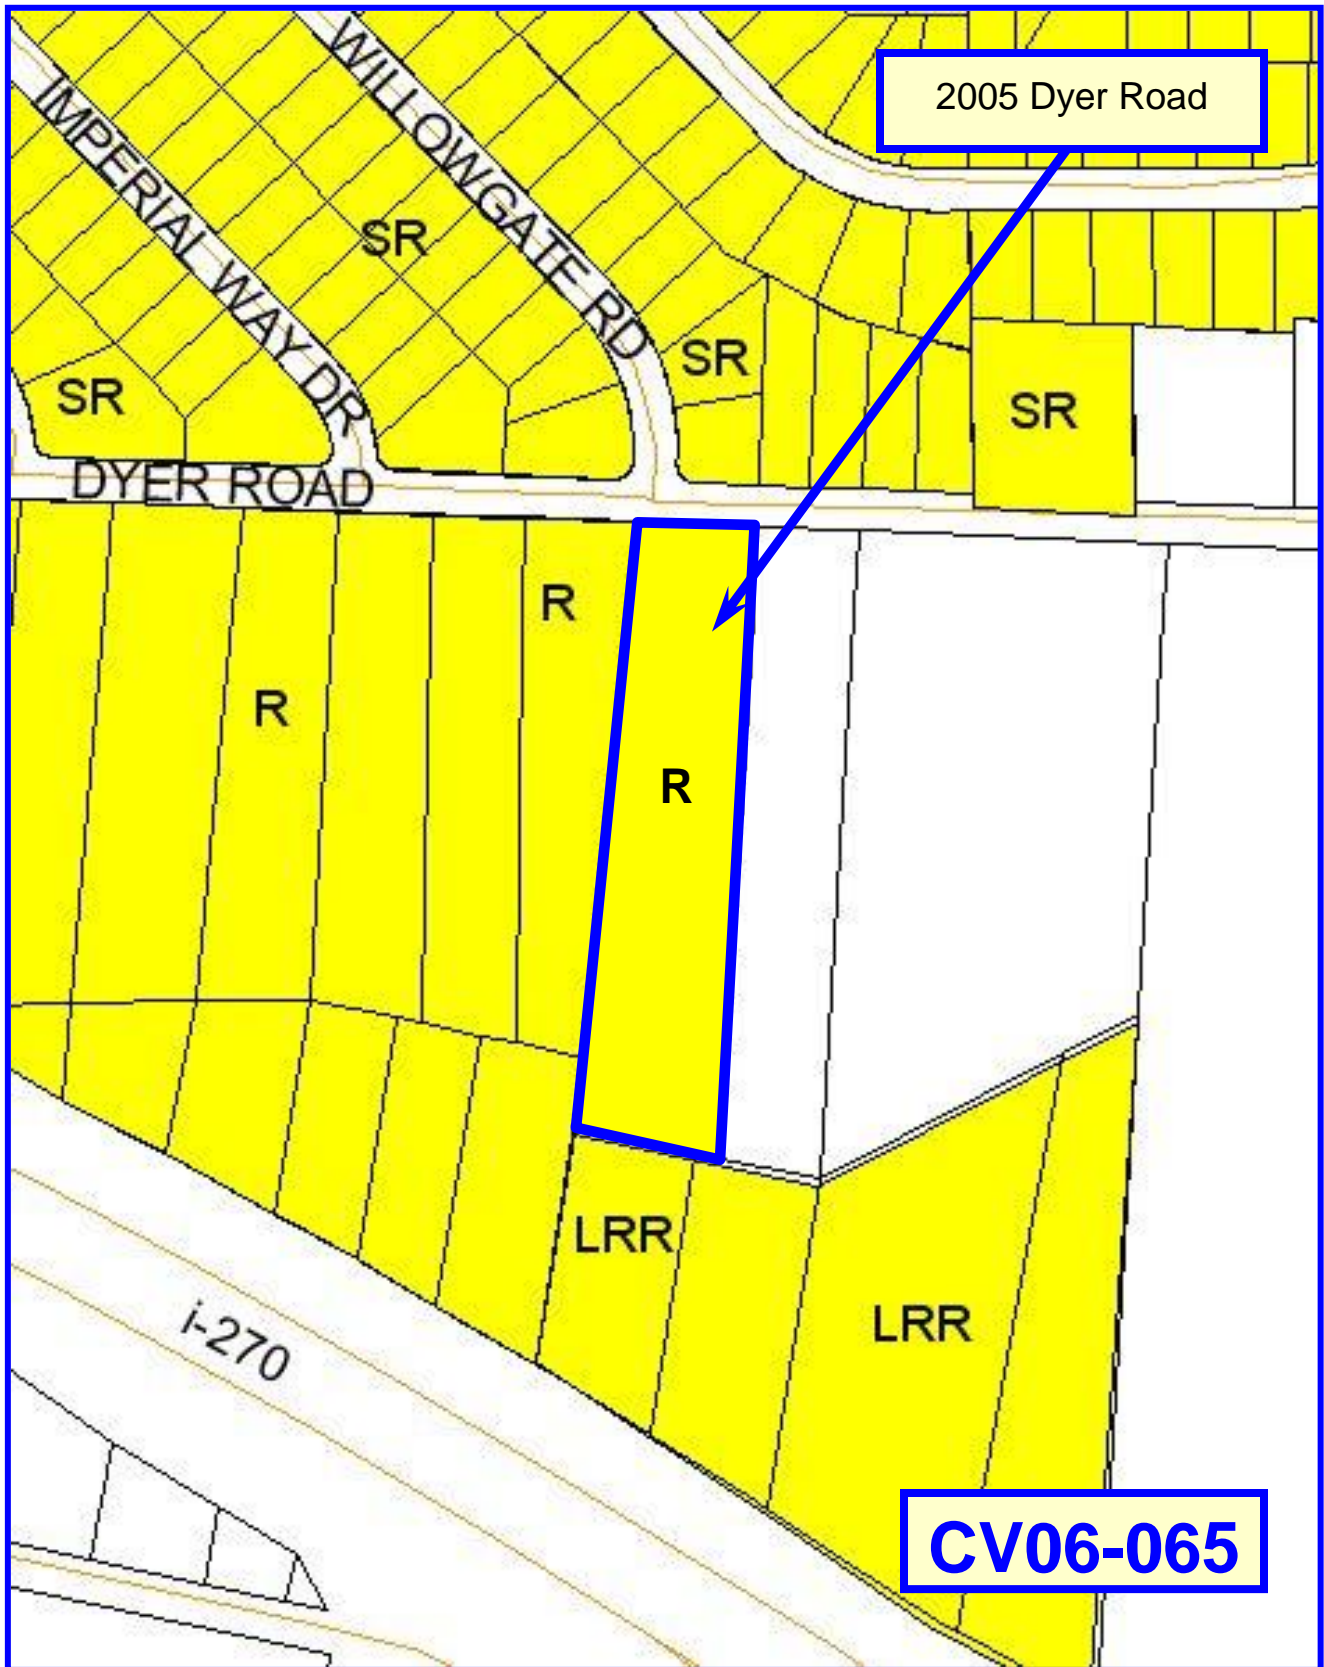 2005 Dyer Road
WILLOWGATE RD
IMPERIAL WAY DR
SR
SR
SR
SR
DYER ROAD
R
R
R
LRR
LRR
i-270
CV06-065